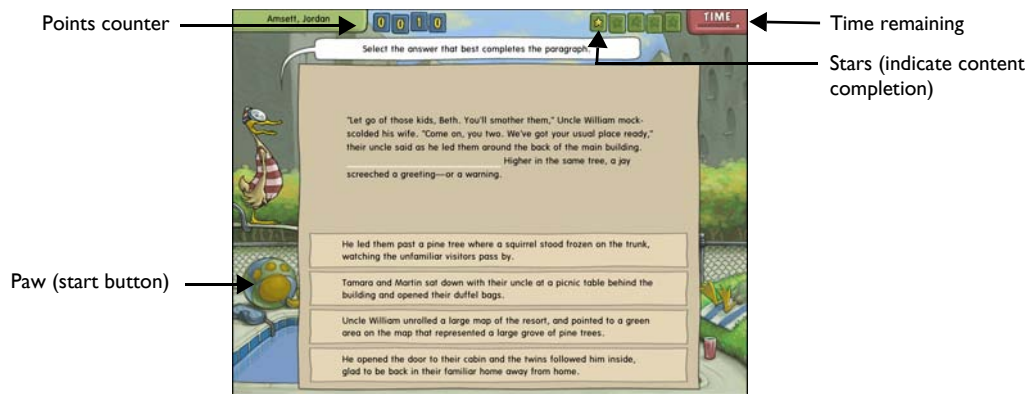 Points counter
Amsett, Jordan
0 0 1 0
TIME
Time remaining
Select the answer that best completes the paragraph.
Stars (indicate content
completion)
"Let go of those kids, Beth. You'll smother them," Uncle William mock-
scolded his wife. "Come on, you two. We've got your usual place ready,"
their uncle said as he led them around the back of the main building.
Higher in the same tree, a jay
screeched a greeting—or a warning.
He led them past a pine tree where a squirrel stood frozen on the trunk,
watching the unfamiliar visitors pass by.
Paw (start button)
Tamara and Martin sat down with their uncle at a picnic table behind the
building and opened their duffel bags.
Uncle William unrolled a large map of the resort, and pointed to a green
area on the map that represented a large grove of pine trees.
He opened the door to their cabin and the twins followed him inside,
glad to be back in their familiar home away from home.